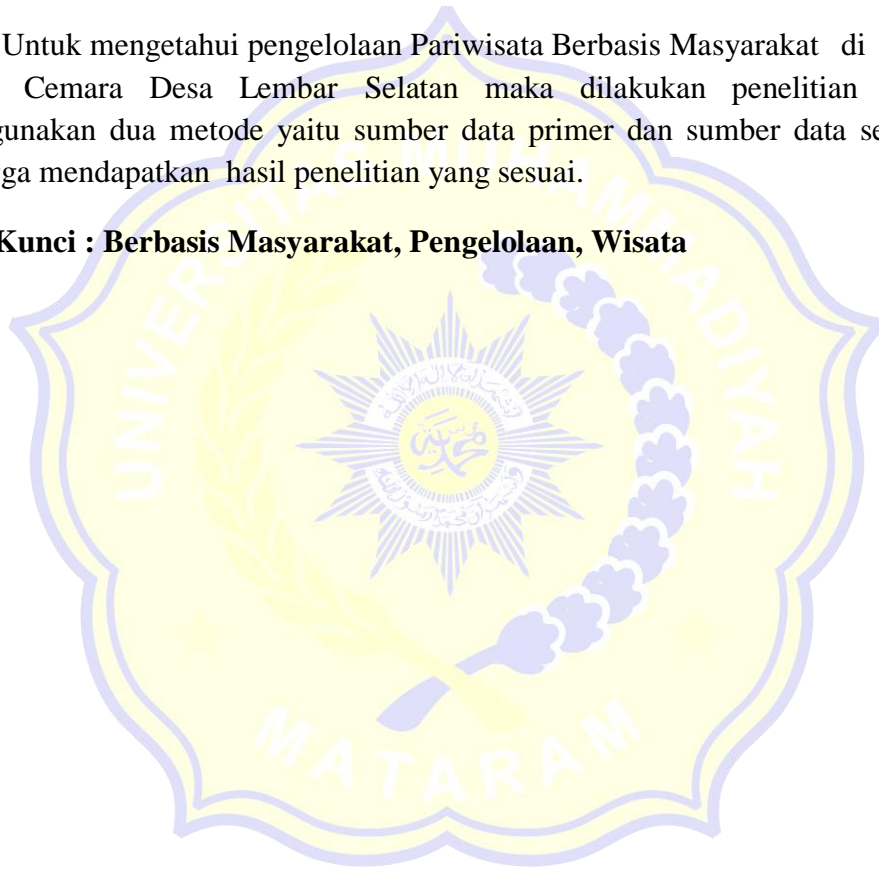 Untuk mengetahui pengelolaan Pariwisata Berbasis Masyarakat di
Cemara Desa Lembar Selatan maka dilakukan penelitian
gunakan dua metode yaitu sumber data primer dan sumber data se
ga mendapatkan hasil penelitian yang sesuai.
Kunci : Berbasis Masyarakat, Pengelolaan, Wisata
UNIVERSITAS MUHAMMADIYAH
MATARAM